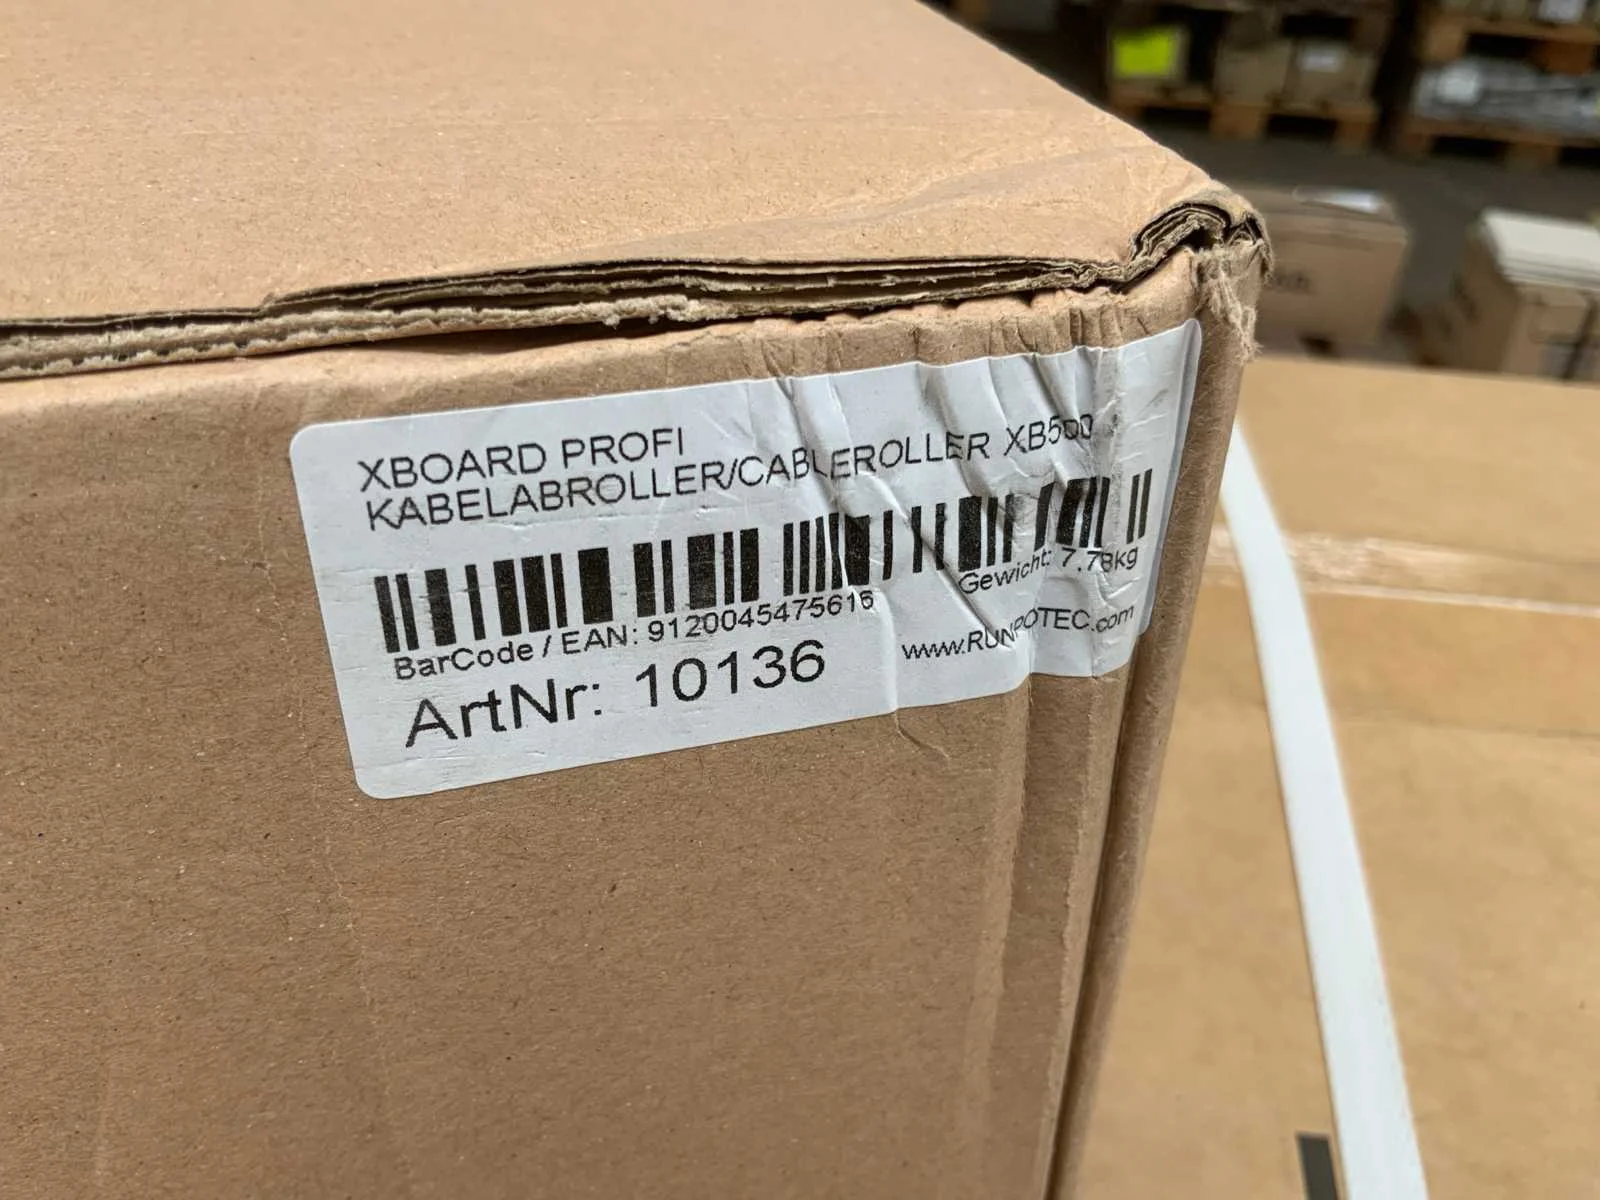 XBOARD PROFI
KABELABROLLER/CABLEROLLER XB500
Gewicht: 7.78kg
BarCode / EAN: 9120045475616
www.RUNPOTEC.com
ArtNr: 10136